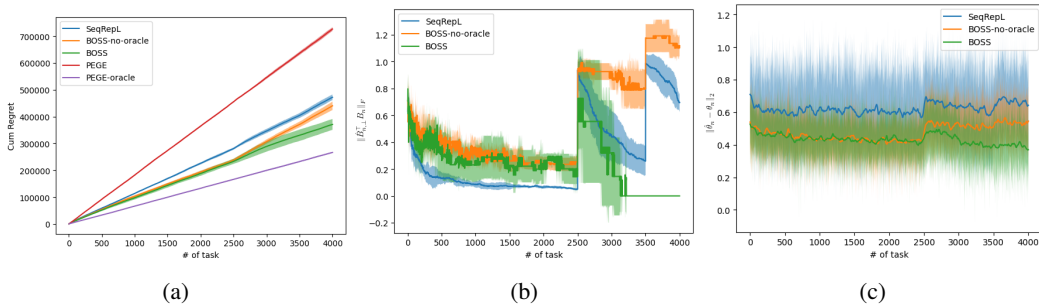 SeqRepL
BOSS-no-oracle
BOSS
PEGE
PEGE-oracle
Cum Regret
700000
600000
500000
400000
300000
200000
100000
0
0 500 1000 1500 2000 2500 3000 3500 4000
# of task
(a)
SeqRepL
BOSS-no-oracle
BOSS
1.2
1.0
0.8
0.6
0.4
0.2
0.0
−0.2
0 500 1000 1500 2000 2500 3000 3500 4000
# of task
(b)
SeqRepL
BOSS-no-oracle
BOSS
1.2
1.0
0.8
0.6
0.4
0.2
0.0
0 500 1000 1500 2000 2500 3000 3500 4000
# of task
(c)